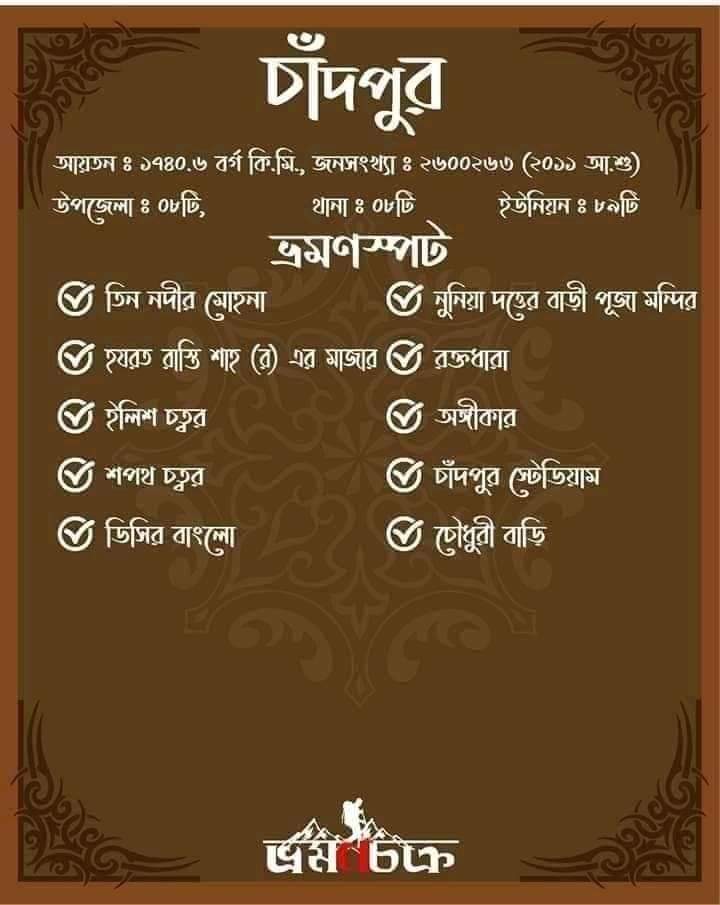 চাঁদপুর
আয়তন ঃ ১৭৪০.৬ বর্গ কি.মি., জনসংখ্যা ঃ ২৬০০২৬৩ (২০১১ আ.শু)
উপজেলা ঃ ০৮টি, থানা ঃ ০৮টি ইউনিয়ন ঃ ৮৯টি
ভ্রমণস্পট
তিন নদীর মোহনা
হযরত রাস্তি শাহ (র) এর মাজার
ইলিশ চত্বর
শপথ চত্বর
ডিসির বাংলো
নুনিয়া দত্তের বাড়ী পূজা মন্দির
রক্তধারা
অঙ্গীকার
চাঁদপুর স্টেডিয়াম
চৌধুরী বাড়ি
ভ্রমণচক্র